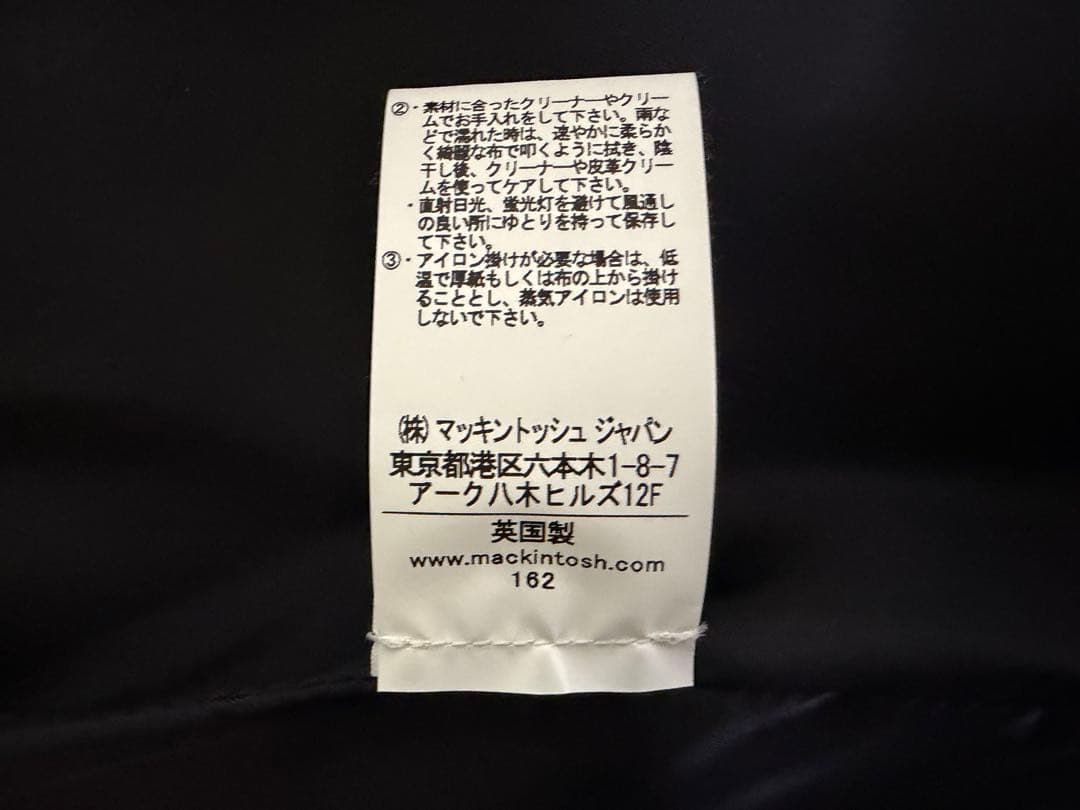 ②・素材に合ったクリーナーやクリー
ムでお手入れをして下さい。雨な
どで濡れた時は、速やかに柔らか
く綺麗な布で叩くように拭き、陰
干し後、クリーナーや皮革クリー
ムを使ってケアして下さい。
・直射日光、蛍光灯を避けて風通し
の良い所にゆとりを持って保存し
て下さい。
③・アイロン掛けが必要な場合は、低
温で厚紙もしくは布の上から掛け
ることとし、蒸気アイロンは使用
しないで下さい。
㈱マッキントッシュ ジャパン
東京都港区六本木1-8-7
アーク八木ヒルズ12F
英国製
www.mackintosh.com
162